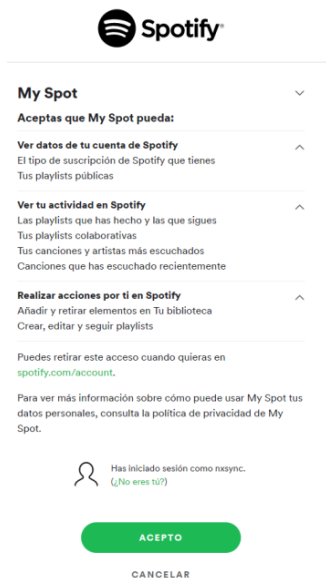 Spotify
My Spot
Aceptas que My Spot pueda:
Ver datos de tu cuenta de Spotify
El tipo de suscripción de Spotify que tienes
Tus playlists públicas
Ver tu actividad en Spotify
Las playlists que has hecho y las que sigues
Tus playlists colaborativas
Tus canciones y artistas más escuchados
Canciones que has escuchado recientemente
Realizar acciones por ti en Spotify
Añadir y retirar elementos en Tu biblioteca
Crear, editar y seguir playlists
Puedes retirar este acceso cuando quieras en
spotify.com/account.
Para ver más información sobre cómo puede usar My Spot tus
datos personales, consulta la política de privacidad de My
Spot.
Has iniciado sesión como nxsync.
(¿No eres tú?)
ACEPTO
CANCELAR